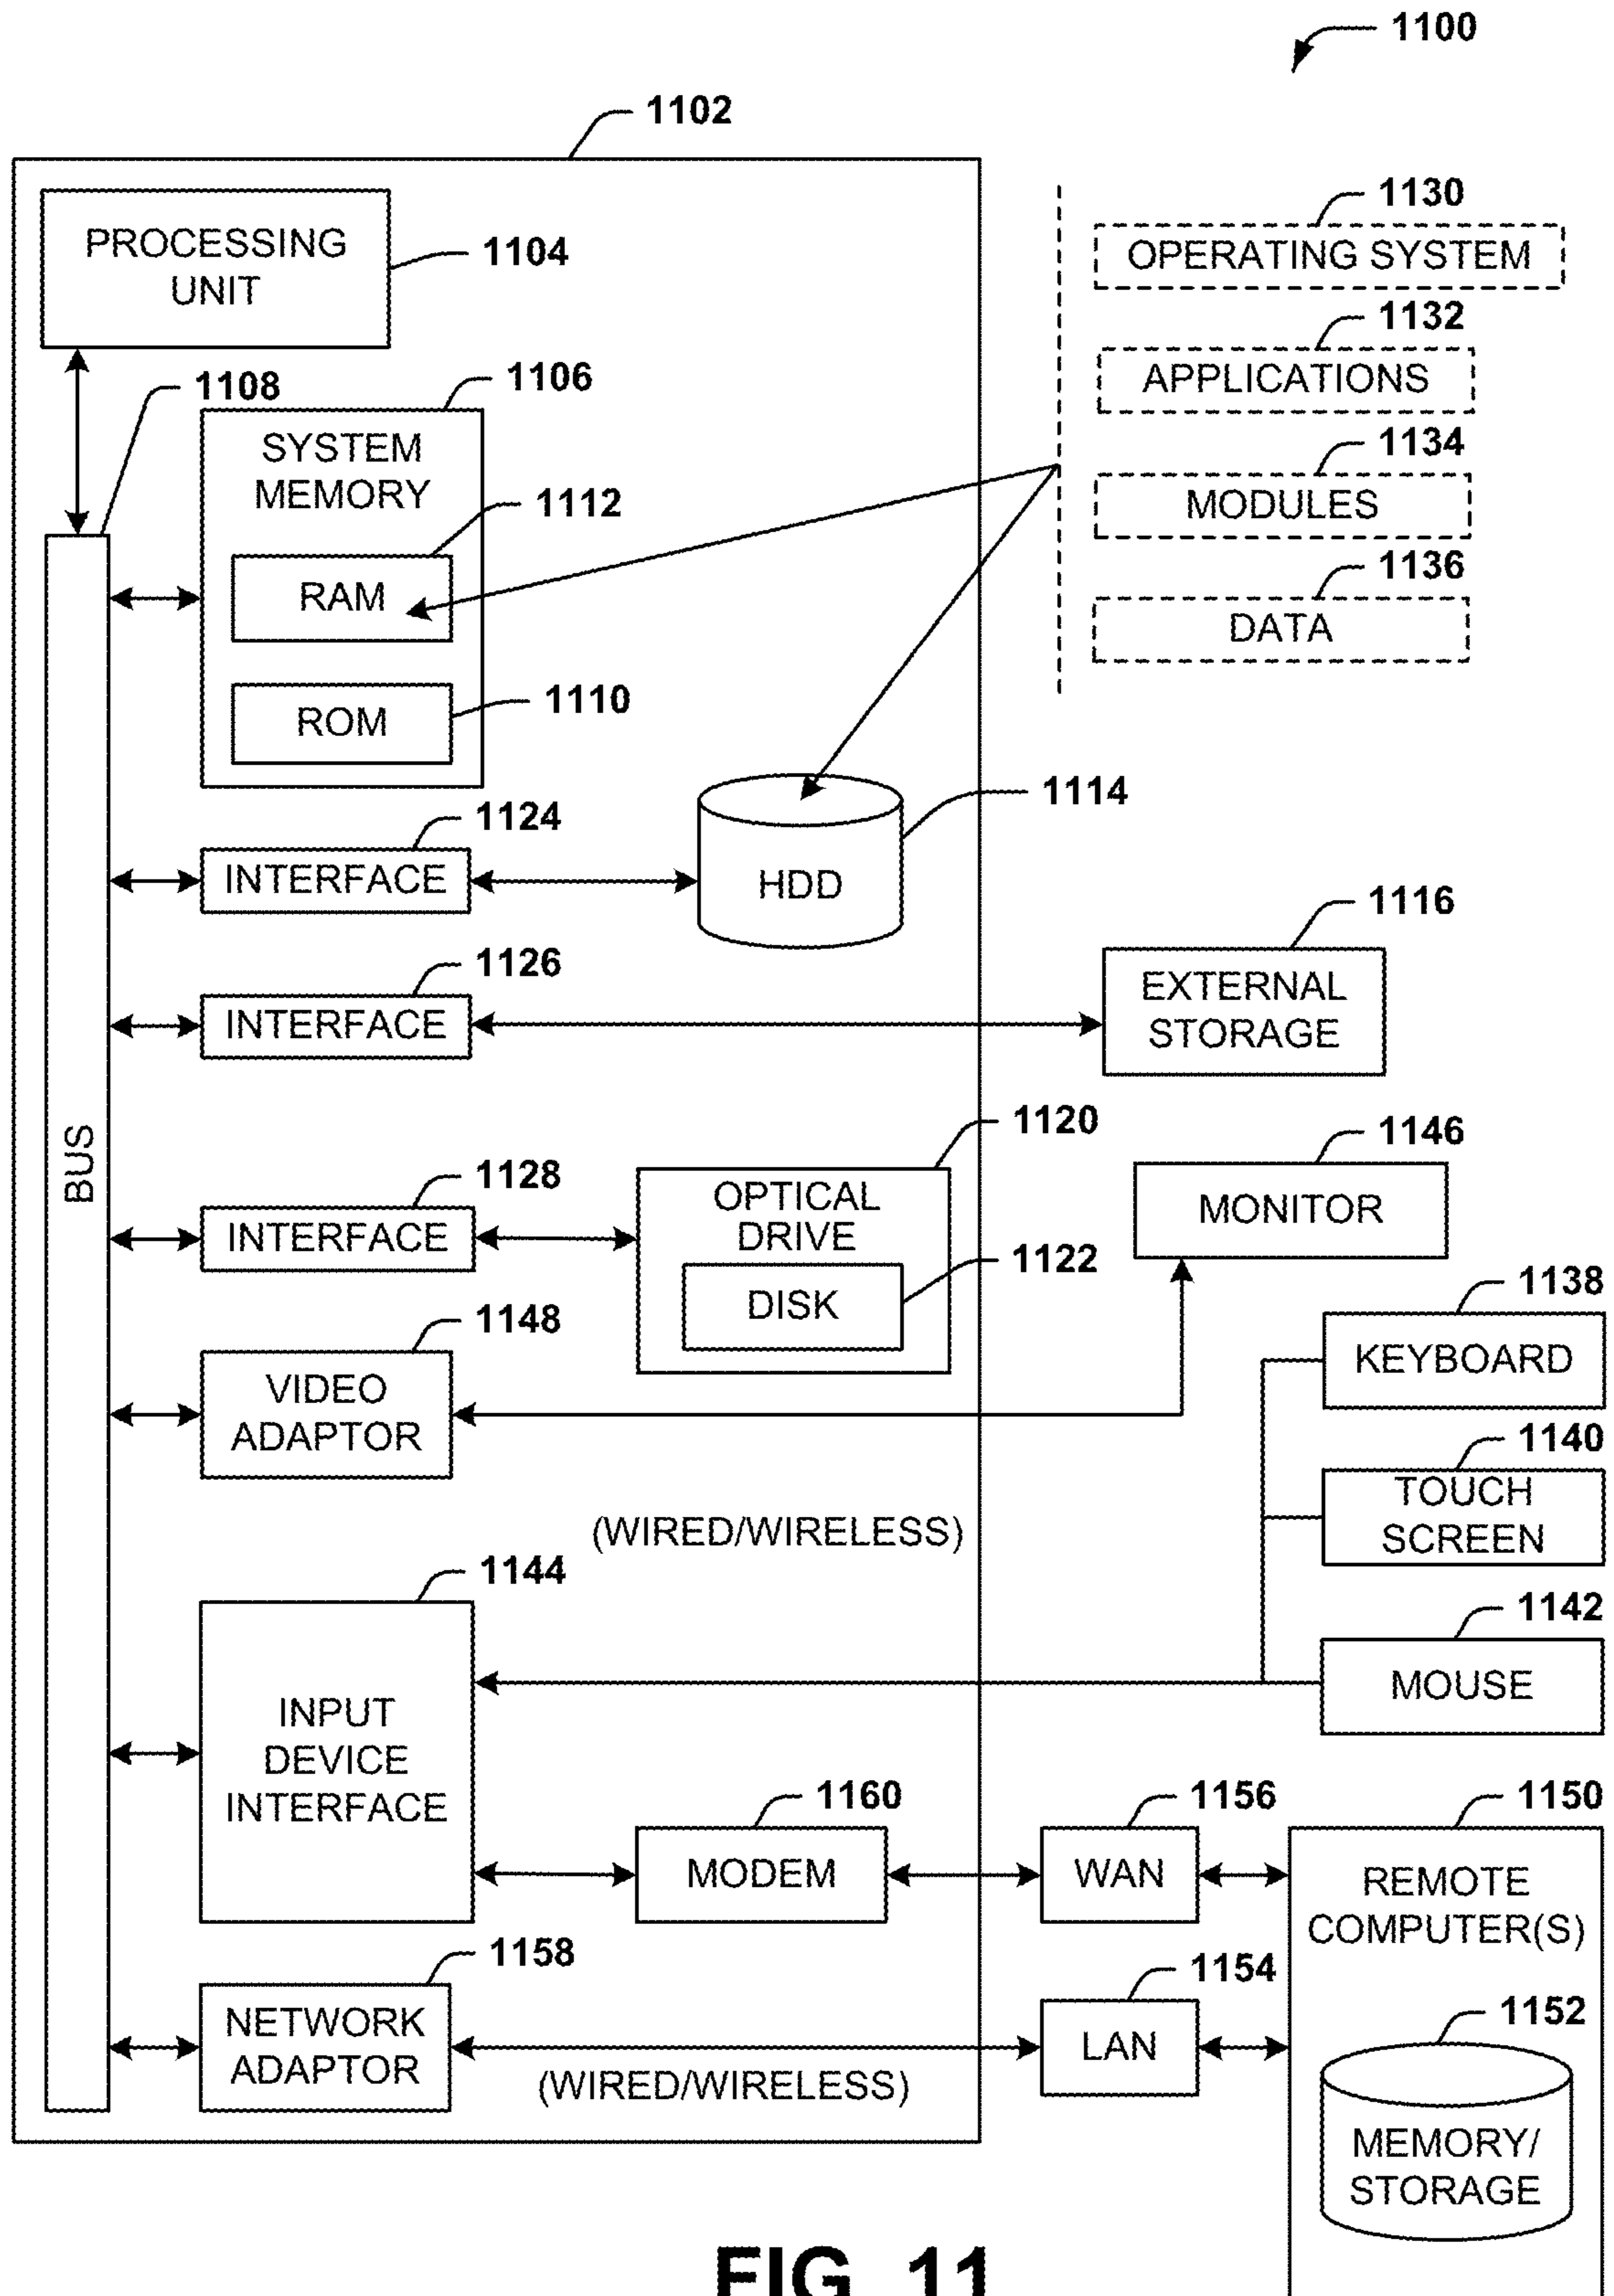 1100
1102
PROCESSING
UNIT
1104
1130
OPERATING SYSTEM
1132
APPLICATIONS
1134
MODULES
1136
DATA
1108
1106
SYSTEM
MEMORY
1112
RAM
1110
ROM
BUS
1124
INTERFACE
1114
HDD
1126
INTERFACE
1116
EXTERNAL
STORAGE
1128
INTERFACE
1120
OPTICAL
DRIVE
1122
DISK
1146
MONITOR
1148
VIDEO
ADAPTOR
1138
KEYBOARD
1140
TOUCH
SCREEN
(WIRED/WIRELESS)
1142
MOUSE
1144
INPUT
DEVICE
INTERFACE
1160
MODEM
1156
WAN
1150
REMOTE
COMPUTER(S)
1158
NETWORK
ADAPTOR
(WIRED/WIRELESS)
1154
LAN
1152
MEMORY/
STORAGE
FIG. 11